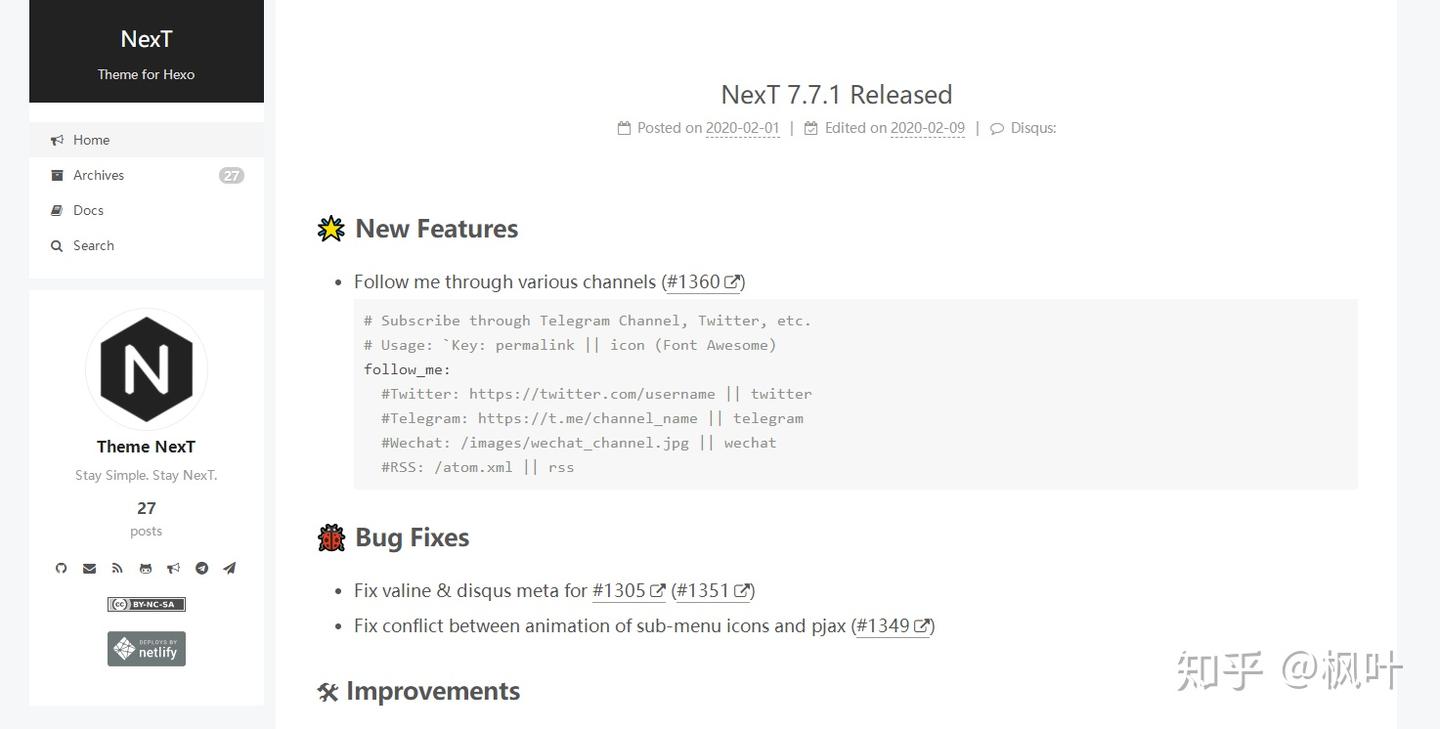 NexT
Theme for Hexo
Home
Archives 27
Docs
Search
N
Theme NexT
Stay Simple. Stay NexT.
27
posts
cc BY-NC-SA
DEPLOYS BY
netlify
NexT 7.7.1 Released
Posted on 2020-02-01 | Edited on 2020-02-09 | Disqus:
New Features
• Follow me through various channels (#1360)
# Subscribe through Telegram Channel, Twitter, etc.
# Usage: `Key: permalink || icon (Font Awesome)
follow_me:
#Twitter: https://twitter.com/username || twitter
#Telegram: https://t.me/channel_name || telegram
#Wechat: /images/wechat_channel.jpg || wechat
#RSS: /atom.xml || rss
Bug Fixes
• Fix valine & disqus meta for #1305 (#1351)
• Fix conflict between animation of sub-menu icons and pjax (#1349)
Improvements
知乎 @枫叶